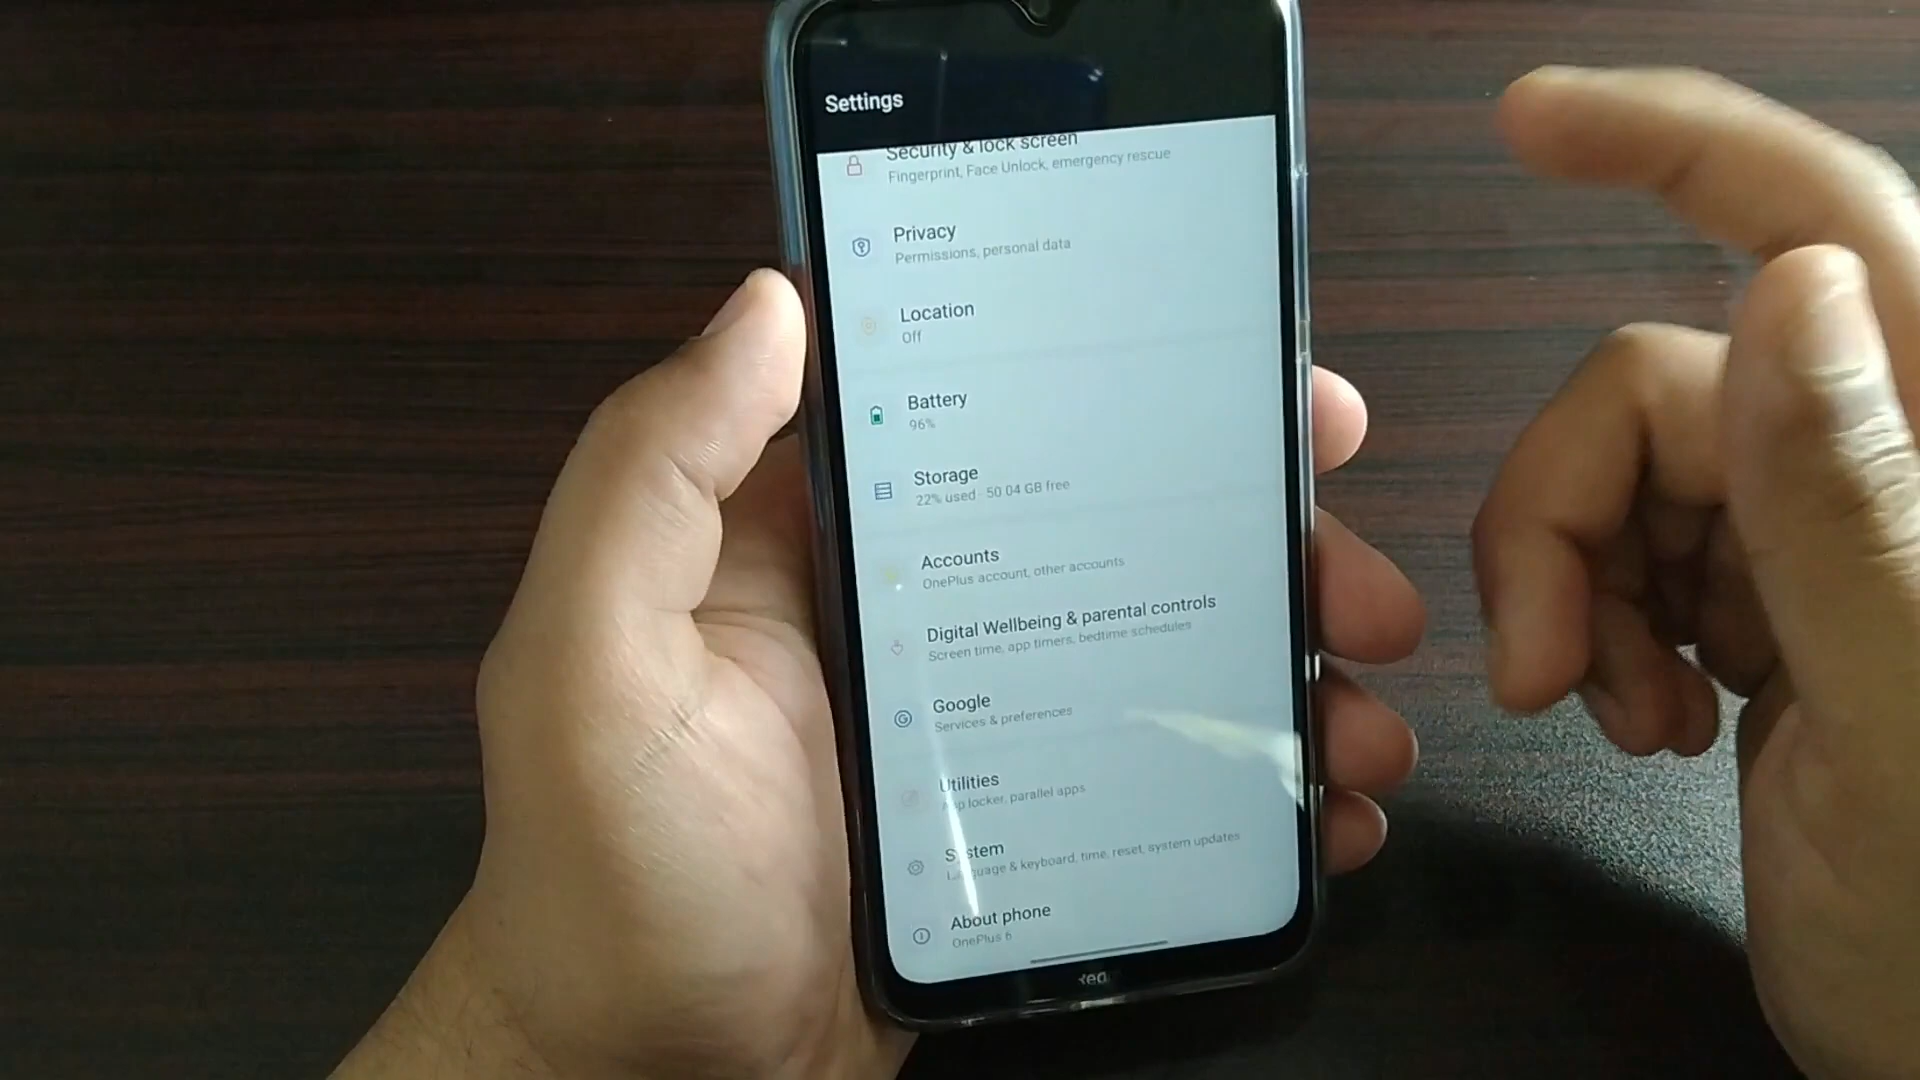 Settings
Security & lock screen
Fingerprint, Face Unlock, emergency rescue
Privacy
Permissions, personal data
Location
Off
Battery
96%
Storage
22% used · 50 04 GB free
Accounts
OnePlus account, other accounts
Digital Wellbeing & parental controls
Screen time, app timers, bedtime schedules
Google
Services & preferences
Utilities
App locker, parallel apps
System
Language & keyboard, time, reset, system updates
About phone
OnePlus 6